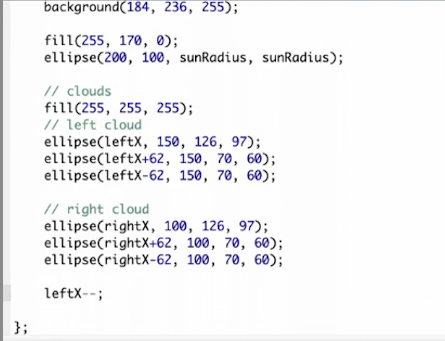 background(184, 236, 255);
fill(255, 170, 0);
ellipse(200, 100, sunRadius, sunRadius);
// clouds
fill(255, 255, 255);
// left cloud
ellipse(leftX, 150, 126, 97);
ellipse(leftX+62, 150, 70, 60);
ellipse(leftX-62, 150, 70, 60);
// right cloud
ellipse(rightX, 100, 126, 97);
ellipse(rightX+62, 100, 70, 60);
ellipse(rightX-62, 100, 70, 60);
leftX--;
};